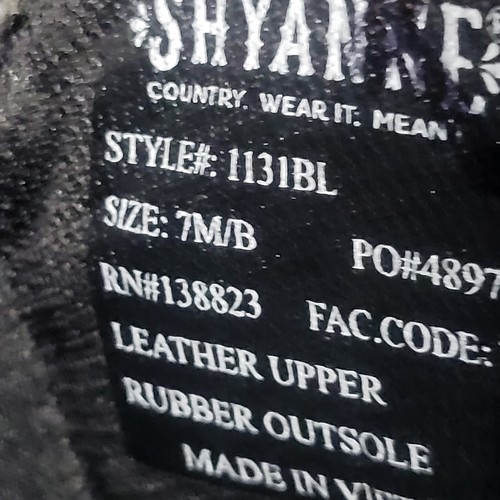 SHYANNE
COUNTRY. WEAR IT. MEAN
STYLE#: 1131BL
SIZE: 7M/B
PO#4897
RN#138823
FAC.CODE:
LEATHER UPPER
RUBBER OUTSOLE
MADE IN